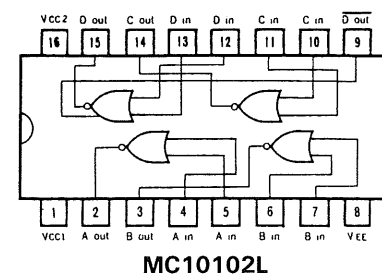 VCC2 D out C out D in D in C in C in D out
16 15 14 13 12 11 10 9
1 2 3 4 5 6 7 8
VCC1 A out B out A in A in B in B in VEE
MC10102L